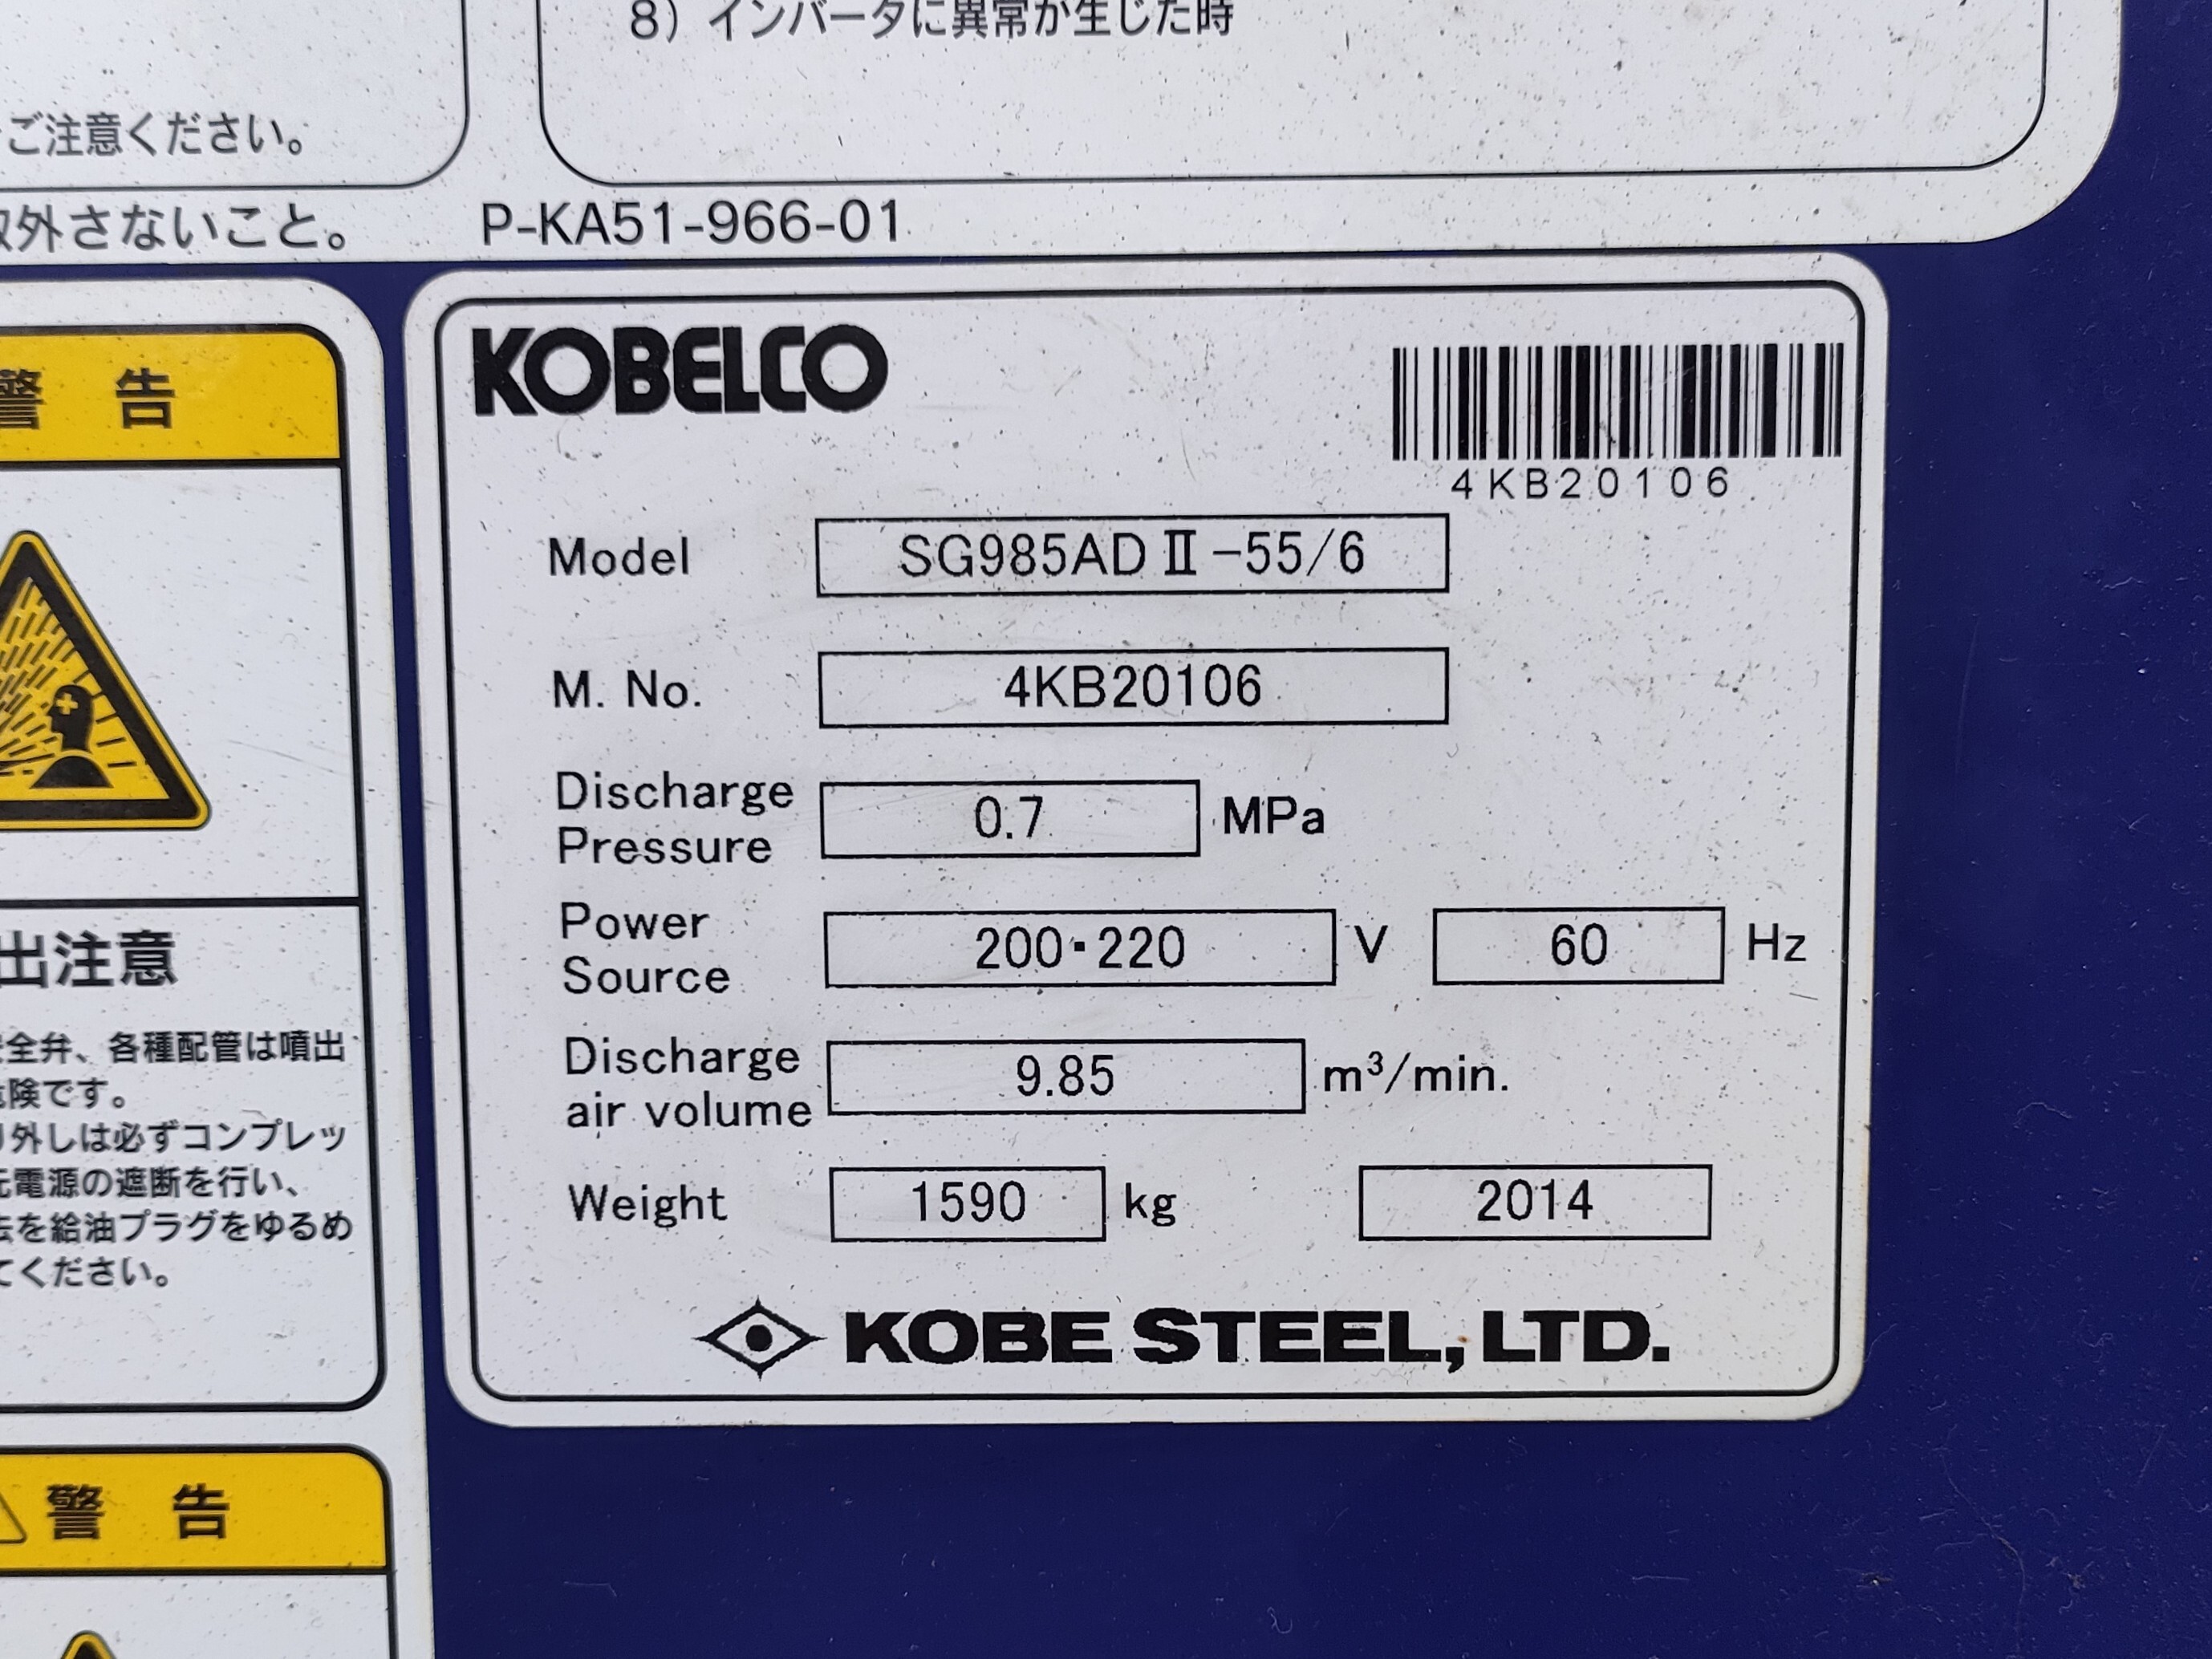 8）インバータに異常が生じた時
ご注意ください。
外さないこと。 P-KA51-966-01
警 告
出注意
全弁、各種配管は噴出
険です。
外しは必ずコンプレッ
電源の遮断を行い、
を給油プラグをゆるめ
てください。
警 告
KOBELCO
4KB20106
Model SG985ADⅡ-55/6
M. No. 4KB20106
Discharge
Pressure 0.7 MPa
Power
Source 200・220 V 60 Hz
Discharge
air volume 9.85 m³/min.
Weight 1590 kg 2014
KOBE STEEL, LTD.